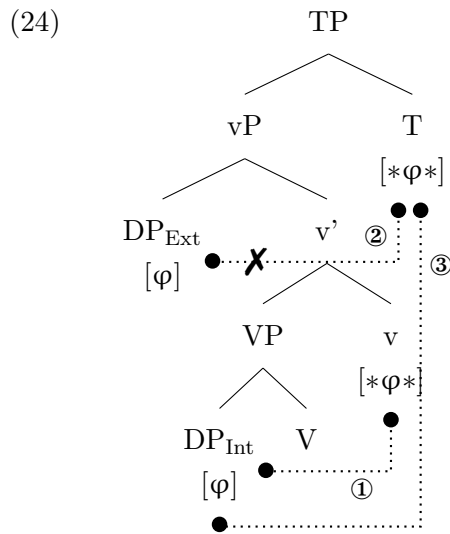 (24)
TP
vP T
[∗φ∗]
DP_Ext v’
[φ] ✗ ② ③
VP v
[∗φ∗]
DP_Int V
[φ] ①